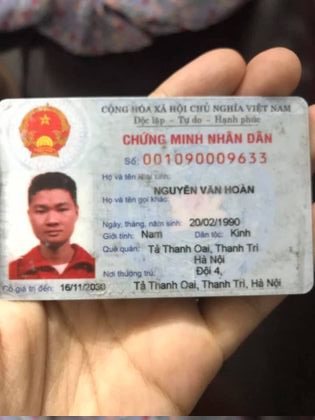 CỘNG HÒA XÃ HỘI CHỦ NGHĨA VIỆT NAM
Độc lập - Tự do - Hạnh phúc
CHỨNG MINH NHÂN DÂN
Số: 001090009633
Họ và tên khai sinh:
NGUYỄN VĂN HOÀN
Họ và tên gọi khác:
Ngày, tháng, năm sinh: 20/02/1990
Giới tính: Nam Dân tộc: Kinh
Quê quán: Tả Thanh Oai, Thanh Trì
Hà Nội
Nơi thường trú: Đội 4,
Có giá trị đến: 16/11/2030 Tả Thanh Oai, Thanh Trì, Hà Nội